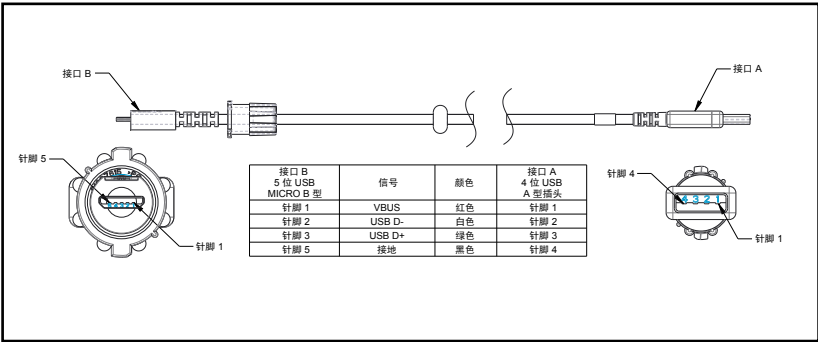 接口 B
接口 A
针脚 5
针脚 1
接口 B
5 位 USB
MICRO B 型
信号
颜色
接口 A
4 位 USB
A 型插头
针脚 1 VBUS 红色 针脚 1
针脚 2 USB D- 白色 针脚 2
针脚 3 USB D+ 绿色 针脚 3
针脚 5 接地 黑色 针脚 4
针脚 4
4 3 2 1
针脚 1